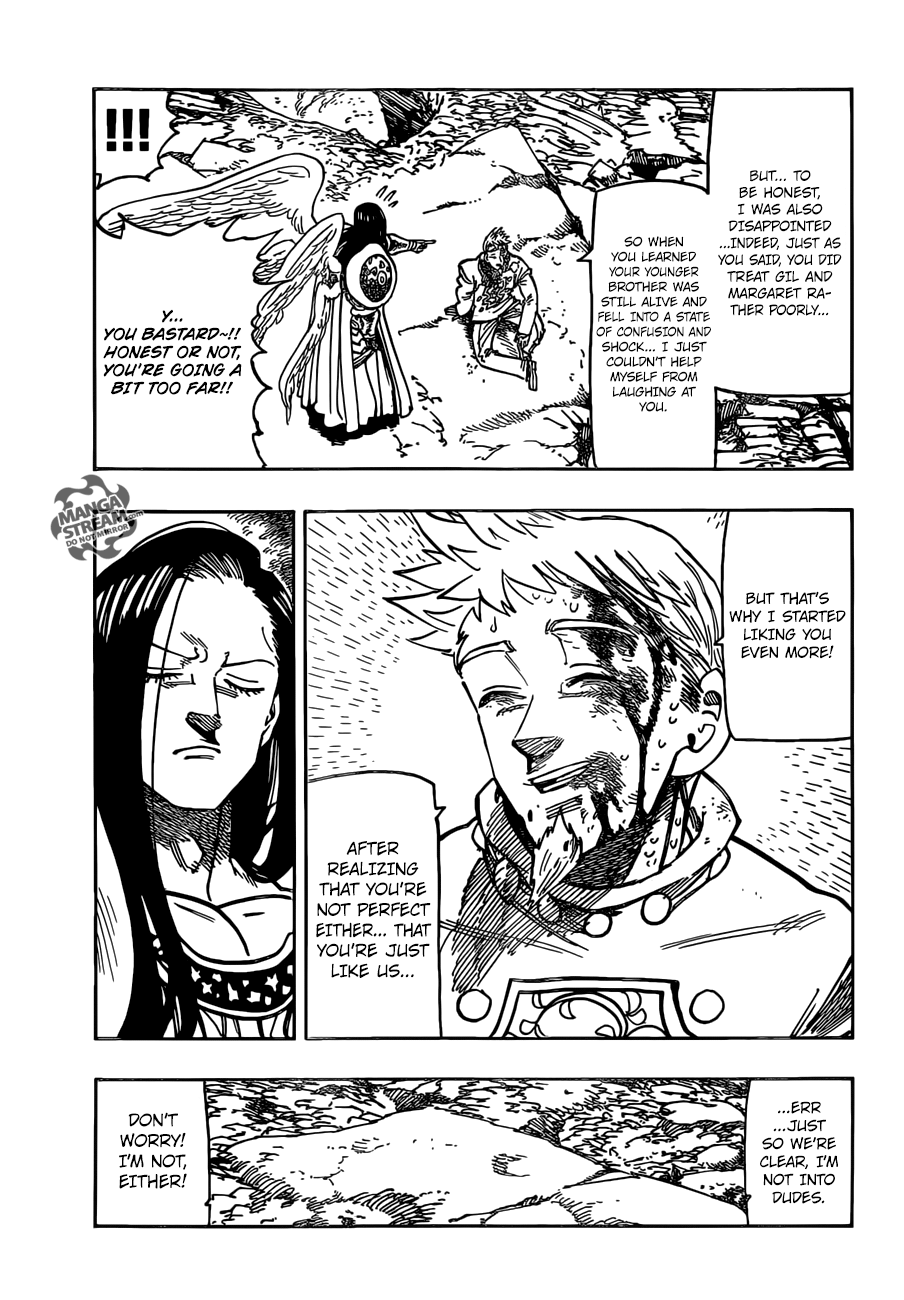 BUT... TO
BE HONEST,
I WAS ALSO
DISAPPOINTED
...INDEED, JUST AS
YOU SAID, YOU DID
TREAT GIL AND
MARGARET RA-
THER POORLY...
SO WHEN
YOU LEARNED
YOUR YOUNGER
BROTHER WAS
STILL ALIVE AND
FELL INTO A STATE
OF CONFUSION AND
SHOCK... I JUST
COULDN'T HELP
MYSELF FROM
LAUGHING AT
YOU.
!!!
Y...
YOU BASTARD~!!
HONEST OR NOT,
YOU'RE GOING A
BIT TOO FAR!!
MANGA
STREAM.com
DO NOT MIRROR
BUT THAT'S
WHY I STARTED
LIKING YOU
EVEN MORE!
AFTER
REALIZING
THAT YOU'RE
NOT PERFECT
EITHER... THAT
YOU'RE JUST
LIKE US...
...ERR
...JUST
SO WE'RE
CLEAR, I'M
NOT INTO
DUDES.
DON'T
WORRY!
I'M NOT,
EITHER!